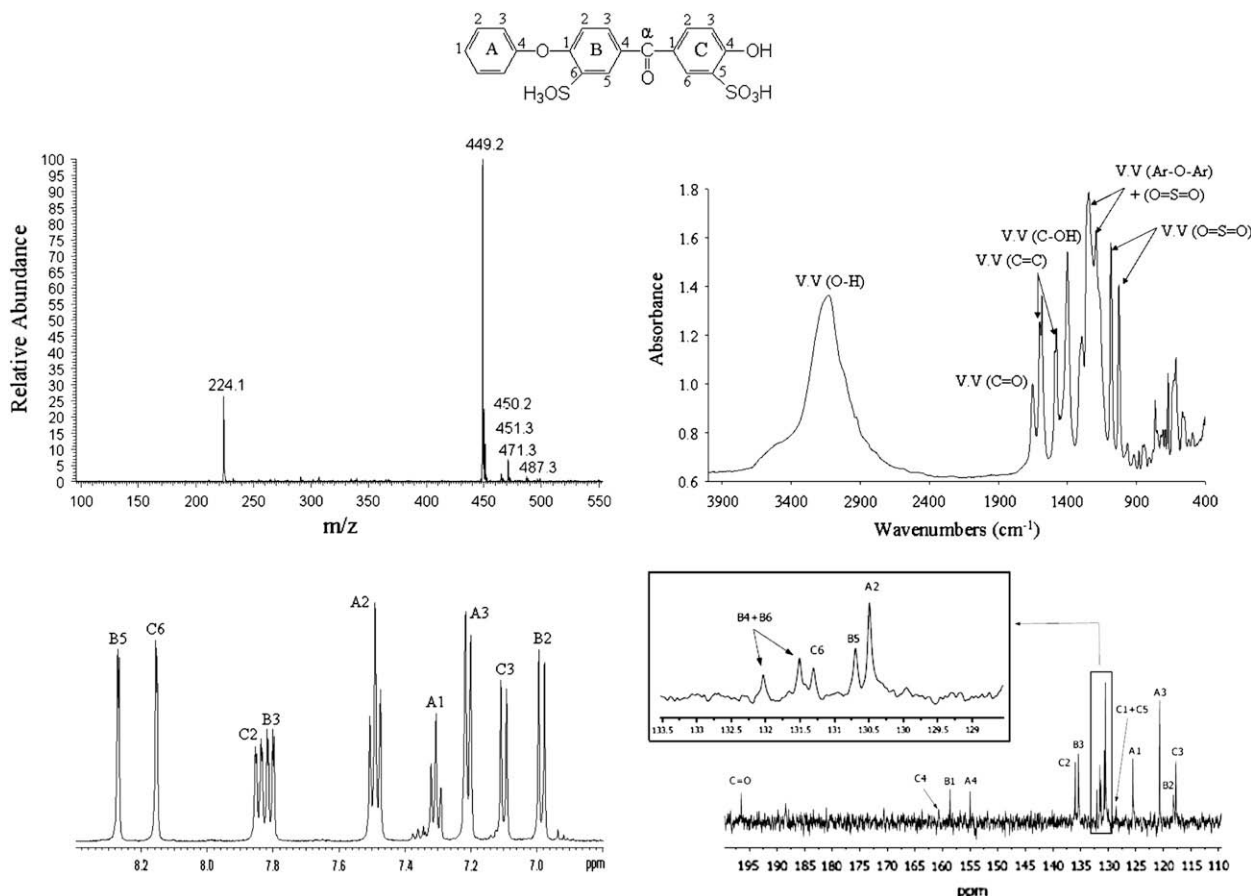 2 3 2 3 α 2 3
1 A 4 O 1 B 4 C 1 C 4 OH
6 5 O 6 5
H₃OS SO₃H
449.2
224.1
450.2
451.3
471.3
487.3
100
95
90
85
80
75
70
65
60
55
50
45
40
35
30
25
20
15
10
5
0
Relative Abundance
100 150 200 250 300 350 400 450 500 550
m/z
V.V (Ar-O-Ar)
+ (O=S=O)
V.V (C-OH)
V.V (O=S=O)
V.V (C=C)
V.V (O-H)
V.V (C=O)
1.8
1.6
1.4
1.2
1.0
0.8
0.6
Absorbance
3900 3400 2900 2400 1900 1400 900 400
Wavenumbers (cm⁻¹)
B5 C6 C2 B3 A2 A1 A3 C3 B2
8.2 8.0 7.8 7.6 7.4 7.2 7.0 ppm
A2
B4+B6
C6
B5
133.5 133 132 131.5 131 130.5 130 129.5 129
C=O
C4
B1 A4
C2
B3
C1+C5
A1
A3
B2
C3
195 190 185 180 175 170 165 160 155 150 145 140 135 130 125 120 115 110
ppm